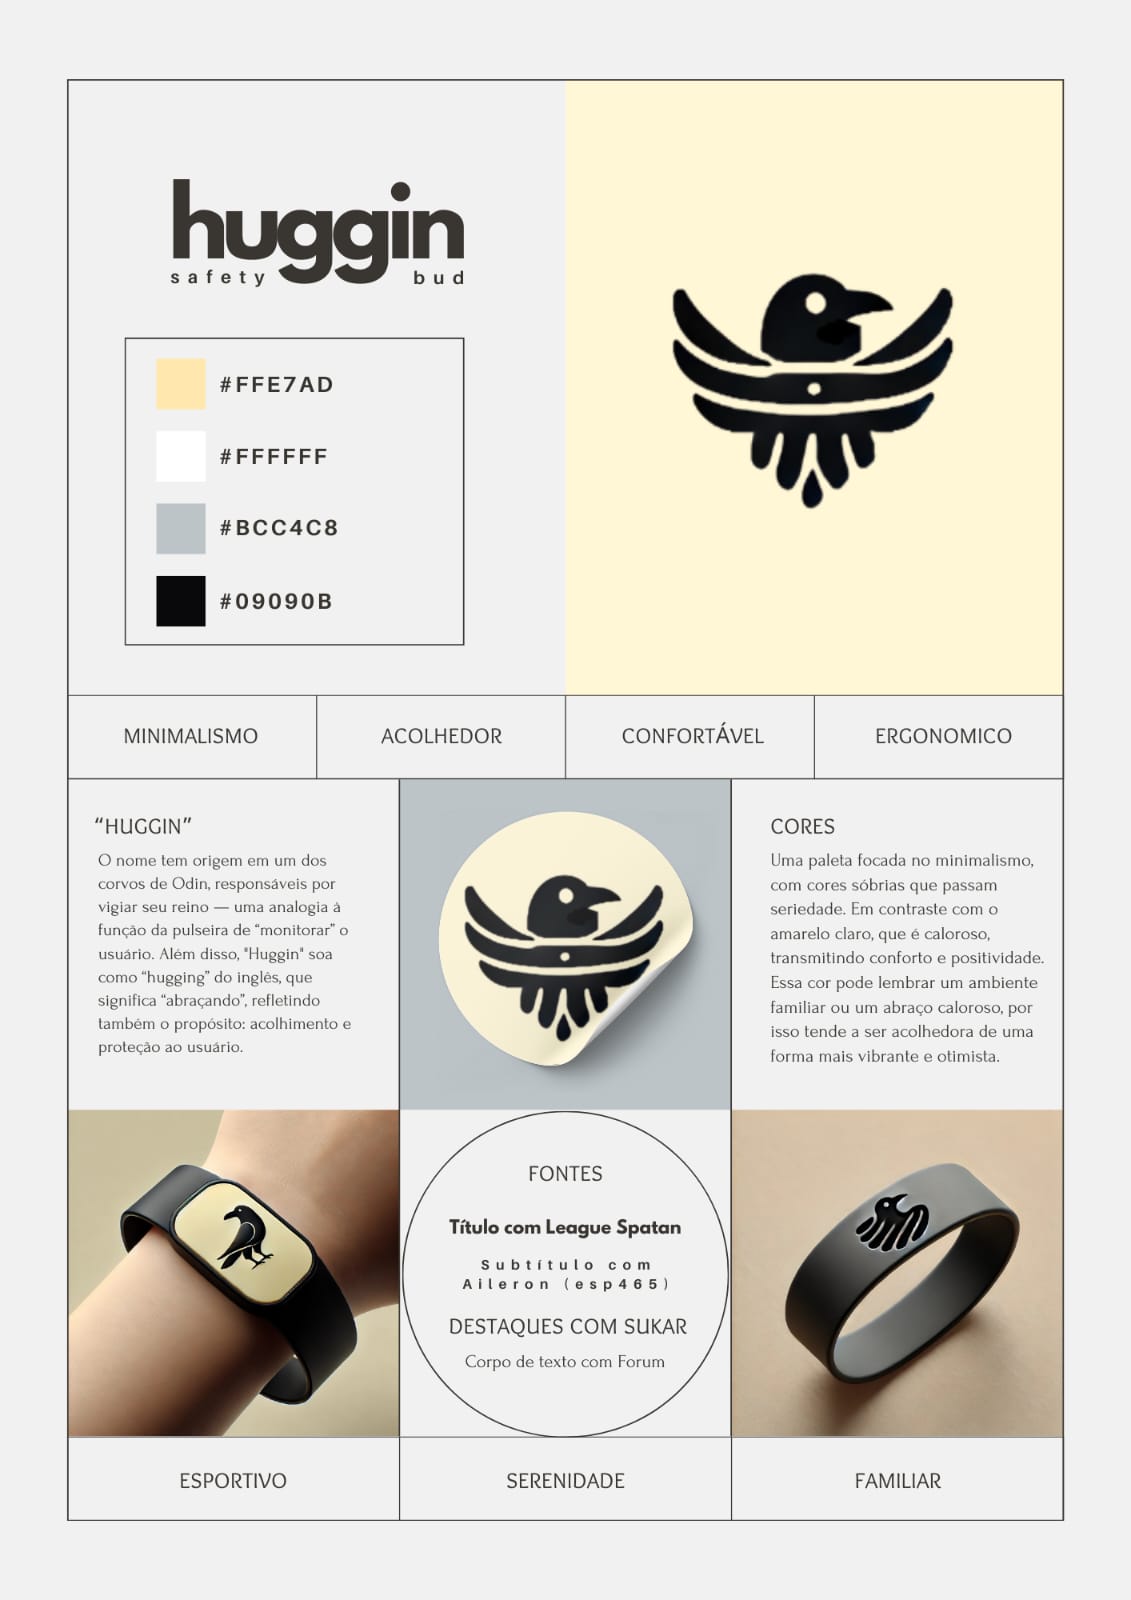 huggin
safety bud
#FFE7AD
#FFFFFF
#BCC4C8
#09090B
MINIMALISMO
ACOLHEDOR
CONFORTÁVEL
ERGONOMICO
“HUGGIN”
O nome tem origem em um dos
corvos de Odin, responsáveis por
vigiar seu reino — uma analogia à
função da pulseira de “monitorar” o
usuário. Além disso, "Huggin" soa
como “hugging” do inglês, que
significa “abraçando”, refletindo
também o propósito: acolhimento e
proteção ao usuário.
CORES
Uma paleta focada no minimalismo,
com cores sóbrias que passam
seriedade. Em contraste com o
amarelo claro, que é caloroso,
transmitindo conforto e positividade.
Essa cor pode lembrar um ambiente
familiar ou um abraço caloroso, por
isso tende a ser acolhedora de uma
forma mais vibrante e otimista.
FONTES
Título com League Spatan
Subtítulo com
Aileron (esp465)
DESTAQUES COM SUKAR
Corpo de texto com Forum
ESPORTIVO
SERENIDADE
FAMILIAR